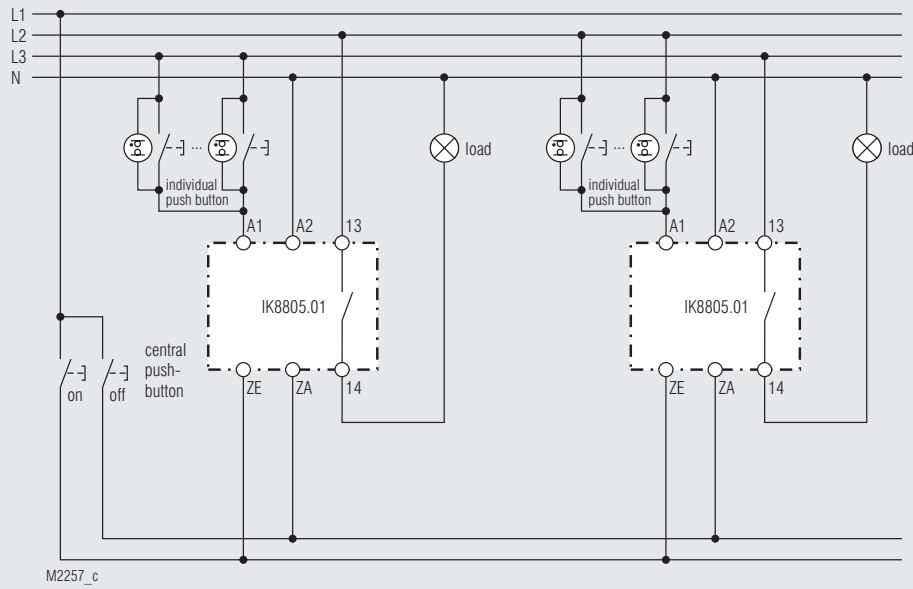 L1
L2
L3
N
... load ... load
individual
push button
individual
push button
A1 A2 13 A1 A2 13
IK8805.01 IK8805.01
central
push-
button
on off
ZE ZA 14 ZE ZA 14
M2257_c